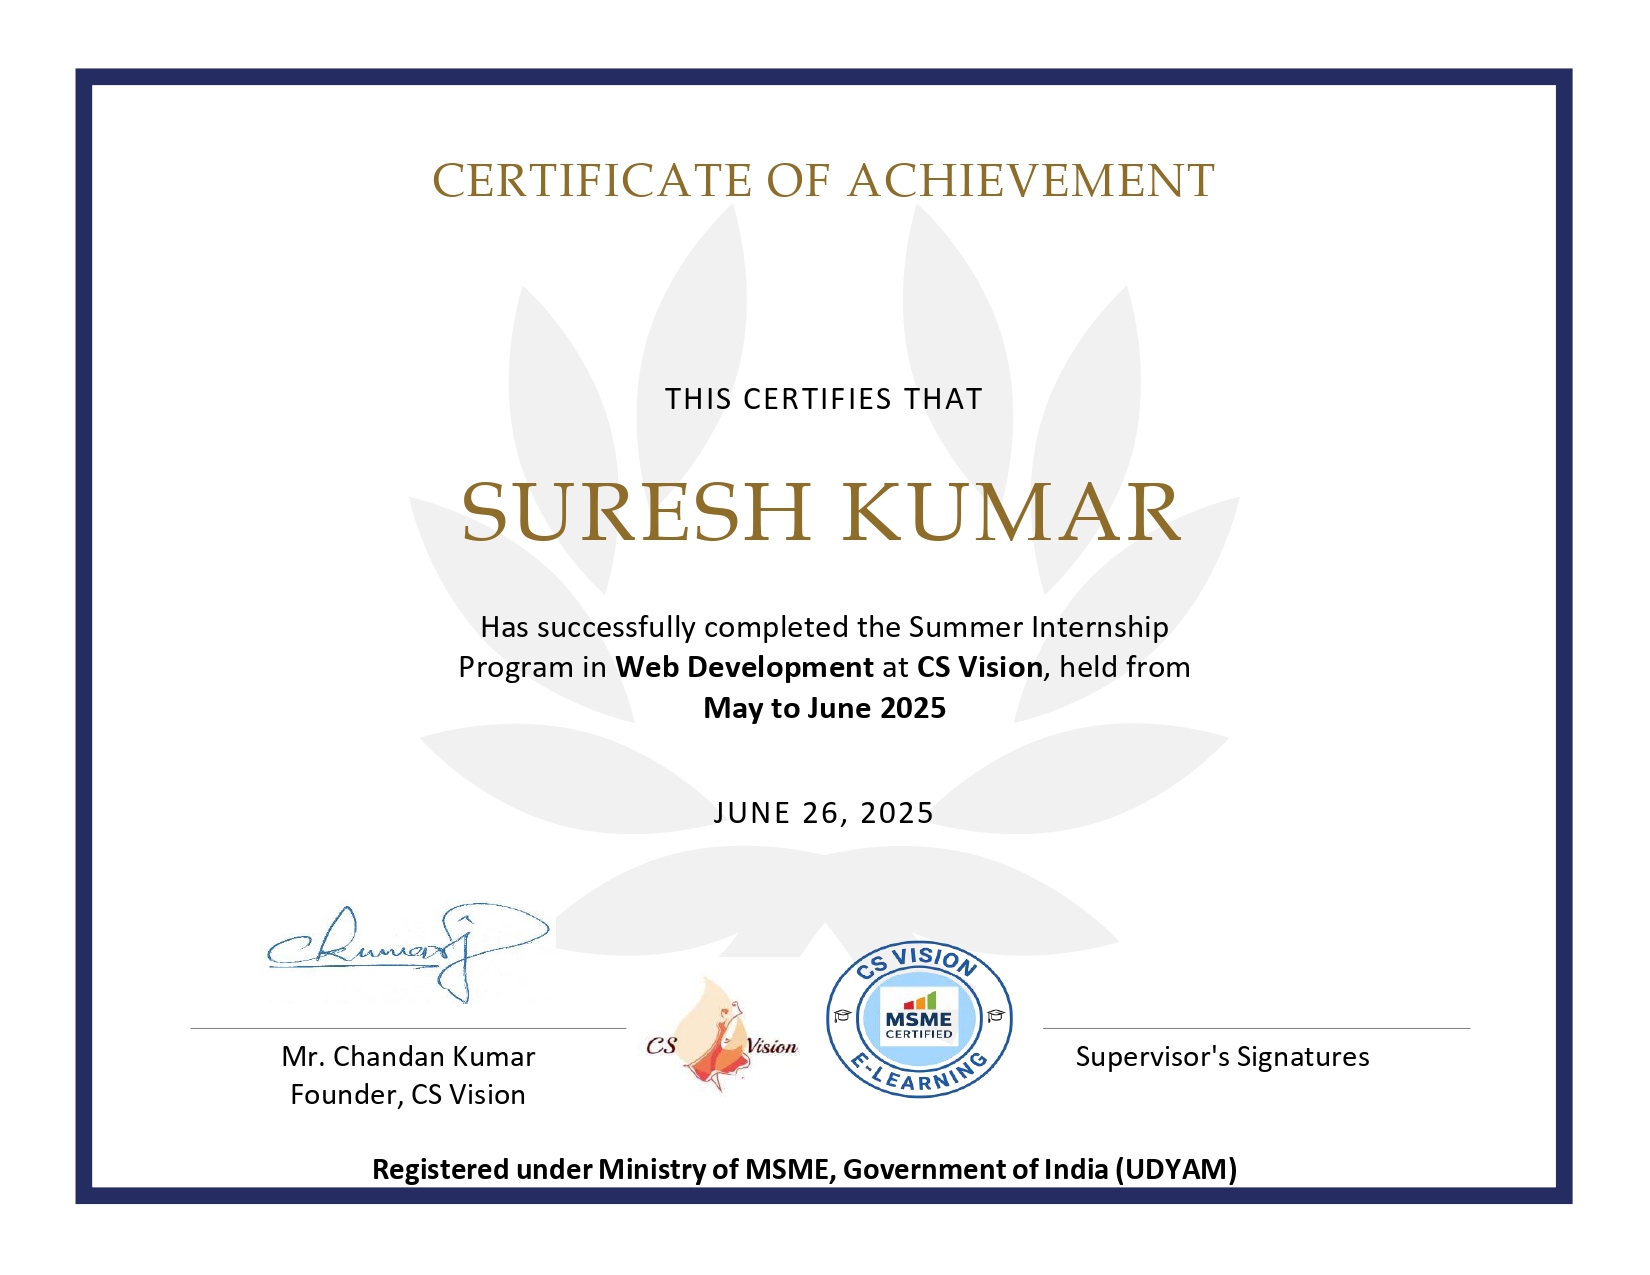 CERTIFICATE OF ACHIEVEMENT
THIS CERTIFIES THAT
SURESH KUMAR
Has successfully completed the Summer Internship
Program in Web Development at CS Vision, held from
May to June 2025
JUNE 26, 2025
CS Vision
CS VISION
MSME
CERTIFIED
E-LEARNING
Mr. Chandan Kumar
Founder, CS Vision
Supervisor's Signatures
Registered under Ministry of MSME, Government of India (UDYAM)